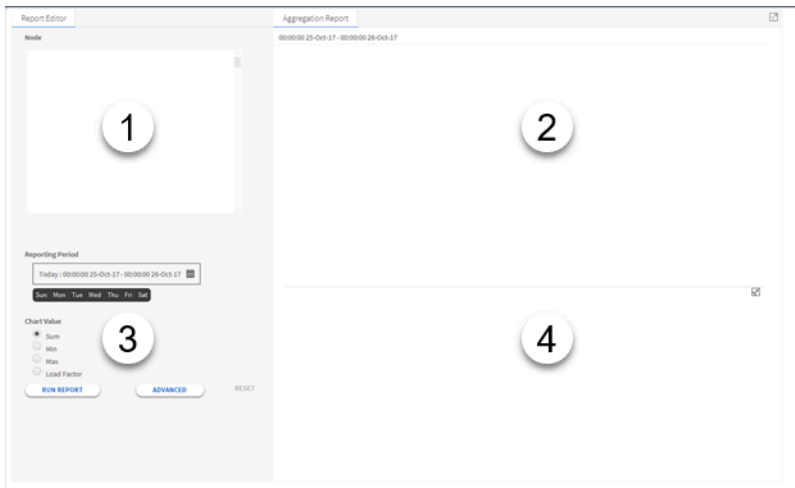 Report Editor
Aggregation Report
Node
00:00:00 25-Oct-17 - 00:00:00 26-Oct-17
1
2
Reporting Period
Today : 00:00:00 25-Oct-17 - 00:00:00 26-Oct-17
Sun Mon Tue Wed Thu Fri Sat
Chart Value
Sum
Min
Max
Load Factor
3
4
RUN REPORT
ADVANCED
RESET